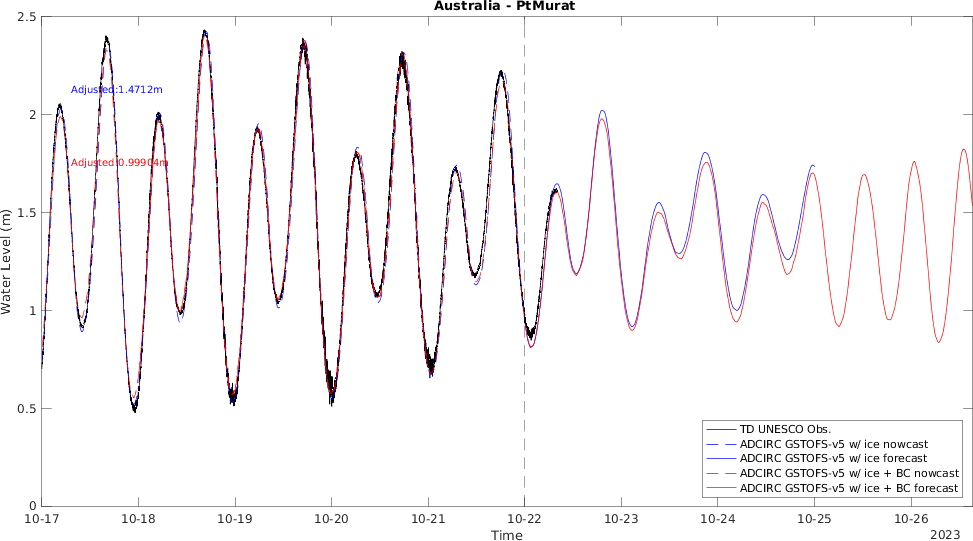 Australia - PtMurat
2.5
2
1.5
1
0.5
0
Water Level (m)
Adjusted:1.4712m
Adjusted:0.99904m
TD UNESCO Obs.
ADCIRC GSTOFS-v5 w/ ice nowcast
ADCIRC GSTOFS-v5 w/ ice forecast
ADCIRC GSTOFS-v5 w/ ice + BC nowcast
ADCIRC GSTOFS-v5 w/ ice + BC forecast
10-17 10-18 10-19 10-20 10-21 10-22 10-23 10-24 10-25 10-26
Time
2023